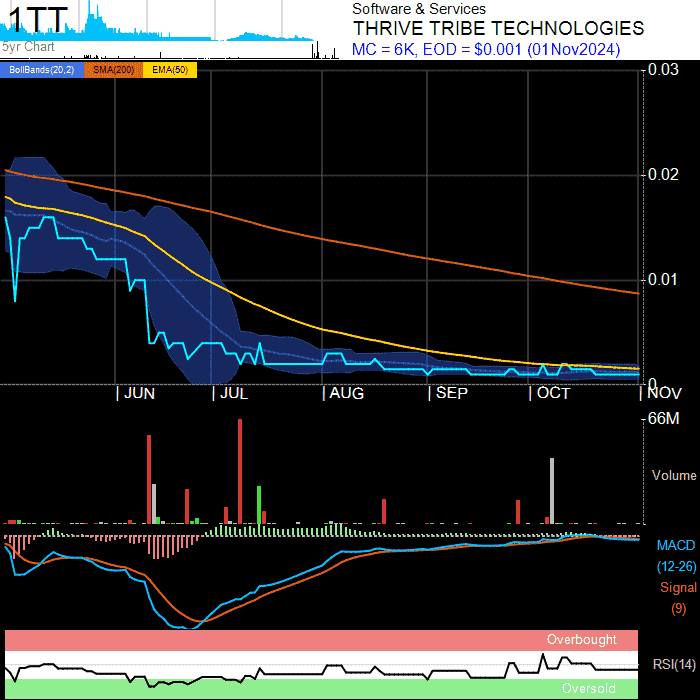 1TT
5yr Chart
Software & Services
THRIVE TRIBE TECHNOLOGIES
MC = 6K, EOD = $0.001 (01Nov2024)
BollBands(20,2) SMA(200) EMA(50)
0.03
0.02
0.01
0
JUN JUL AUG SEP OCT NOV
66M
Volume
MACD
(12-26)
Signal
(9)
Overbought
RSI(14)
Oversold